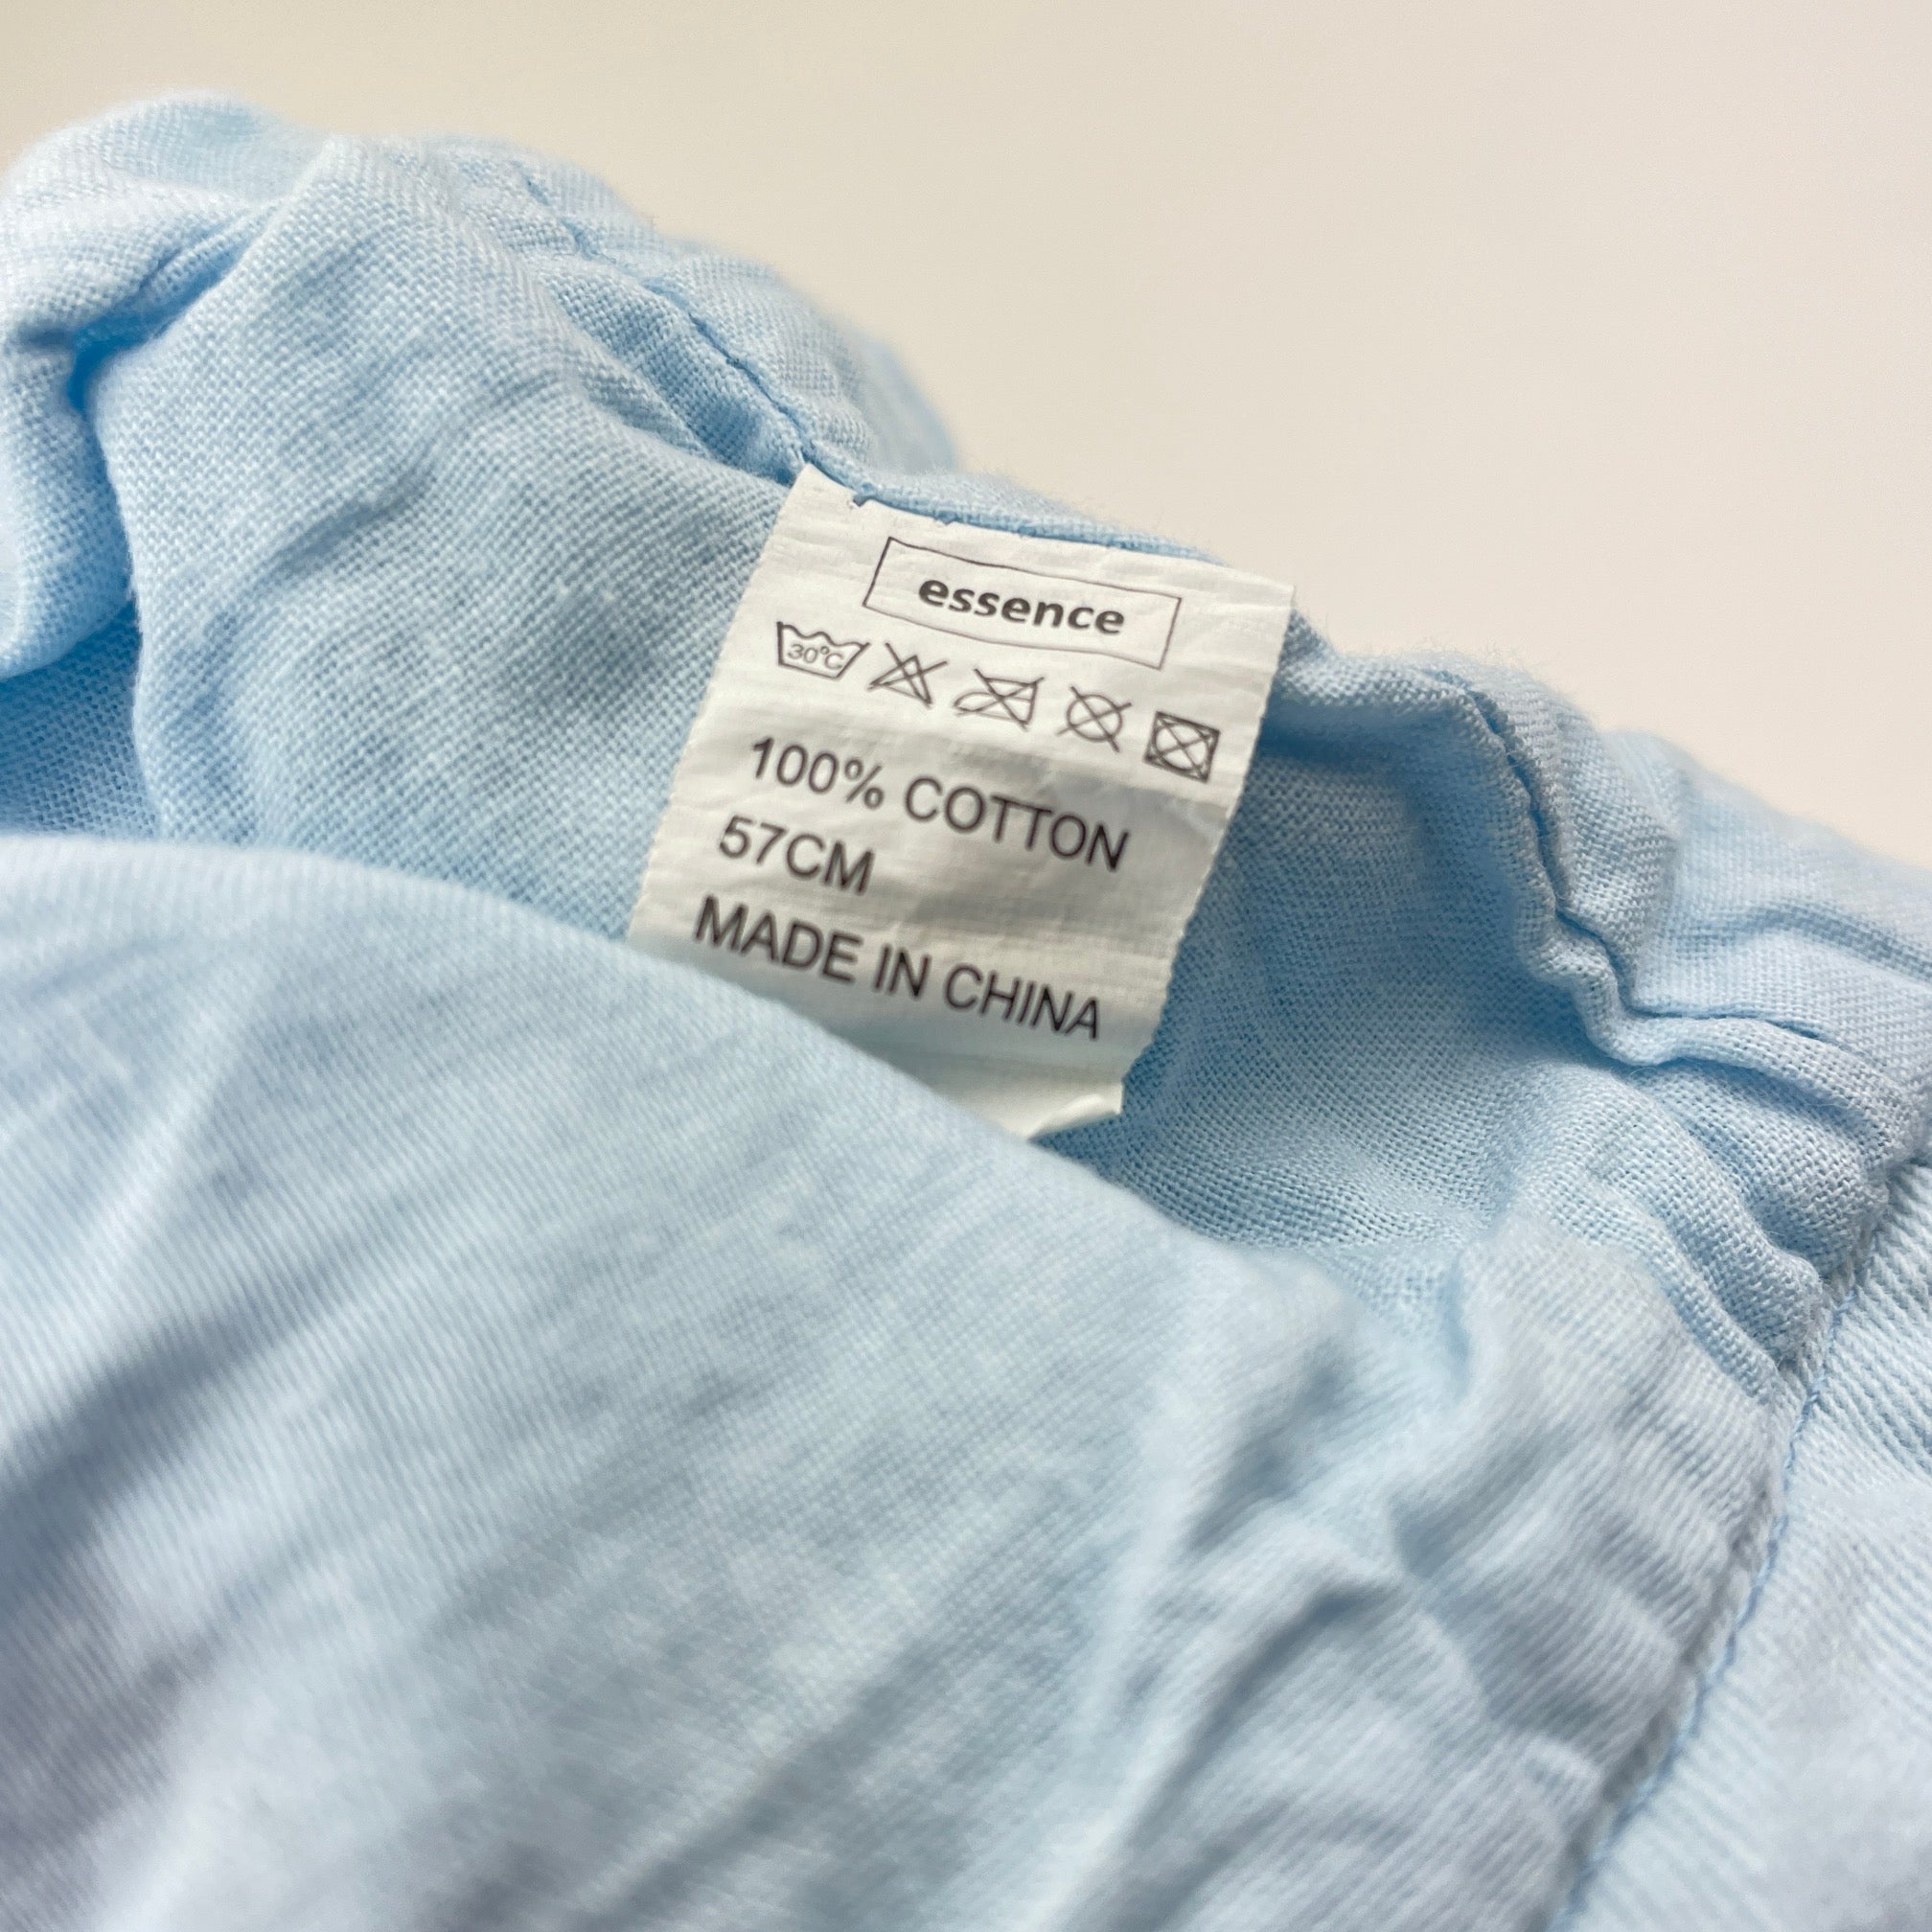 essence
30°C
100% COTTON
57CM
MADE IN CHINA